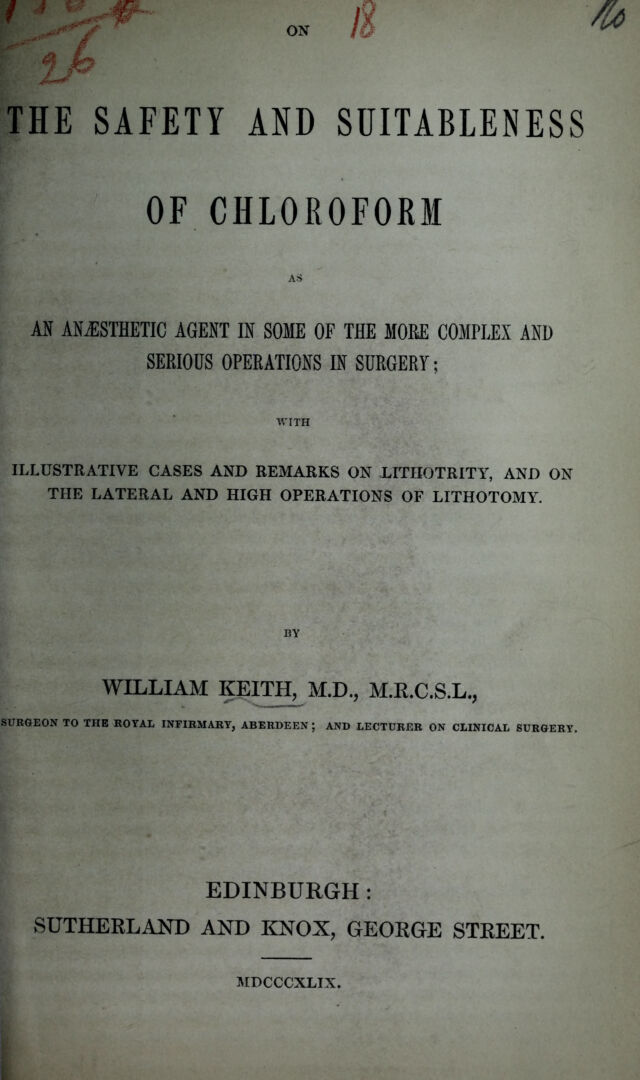 ON
18
26
THE SAFETY AND SUITABLENESS
OF CHLOROFORM
AS
AN ANÆSTHETIC AGENT IN SOME OF THE MORE COMPLEX AND
SERIOUS OPERATIONS IN SURGERY;
WITH
ILLUSTRATIVE CASES AND REMARKS ON LITHOTRITY, AND ON
THE LATERAL AND HIGH OPERATIONS OF LITHOTOMY.
BY
WILLIAM KEITH, M.D., M.R.C.S.L.,
SURGEON TO THE ROYAL INFIRMARY, ABERDEEN; AND LECTURER ON CLINICAL SURGERY.
EDINBURGH:
SUTHERLAND AND KNOX, GEORGE STREET.
MDCCCXLIX.